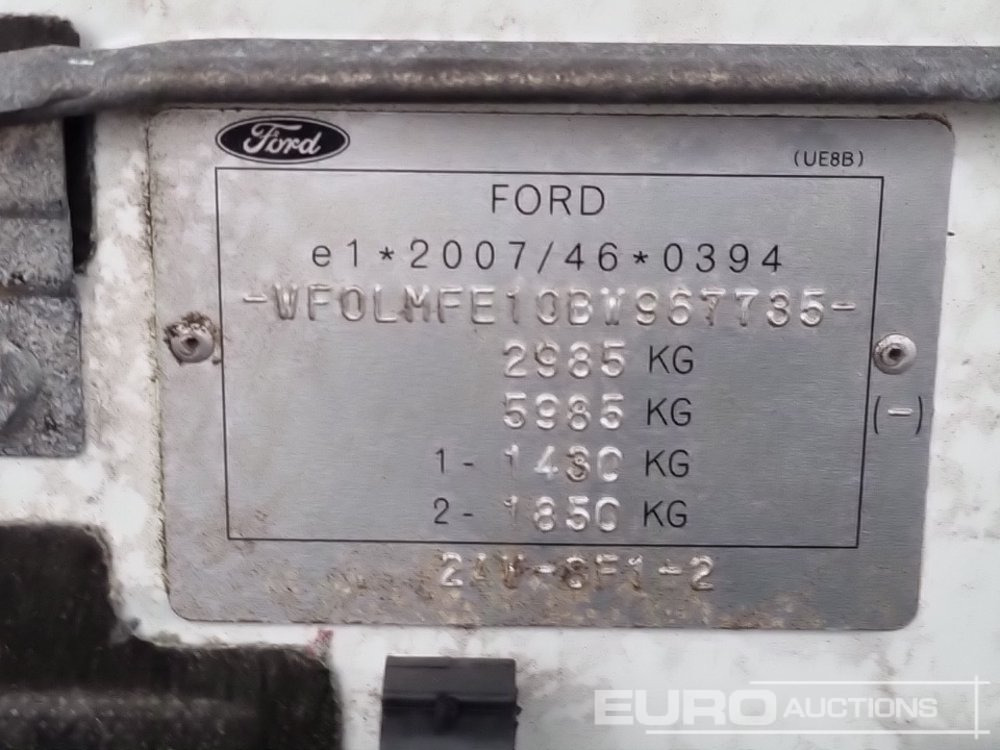 Ford
(UE8B)
FORD
e1*2007/46*0394
-WF0LMFE10BW967735-
2985 KG
5985 KG (-)
1- 1430 KG
2- 1850 KG
EURO AUCTIONS